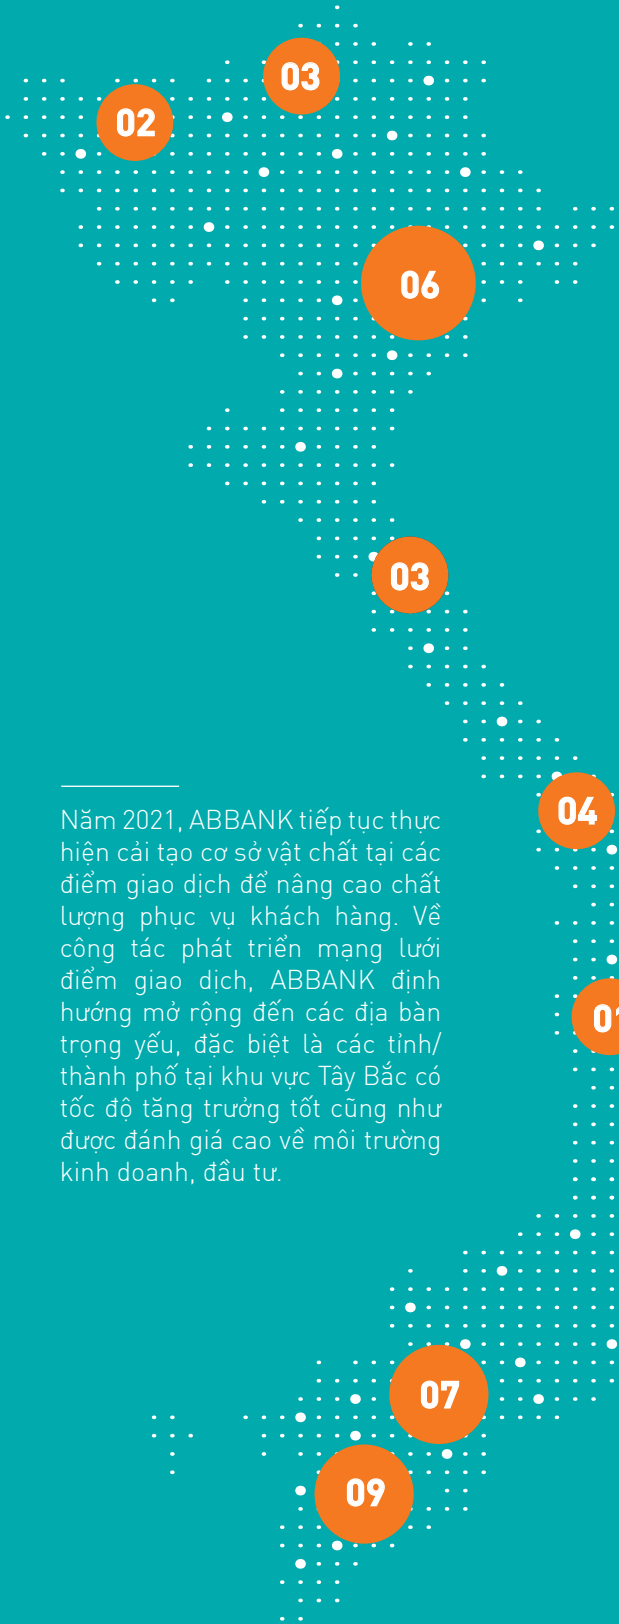 03
02
06
03
04
Năm 2021, ABBANK tiếp tục thực
hiện cải tạo cơ sở vật chất tại các
điểm giao dịch để nâng cao chất
lượng phục vụ khách hàng. Về
công tác phát triển mạng lưới
điểm giao dịch, ABBANK định
hướng mở rộng đến các địa bàn
trọng yếu, đặc biệt là các tỉnh/
thành phố tại khu vực Tây Bắc có
tốc độ tăng trưởng tốt cũng như
được đánh giá cao về môi trường
kinh doanh, đầu tư.
07
09